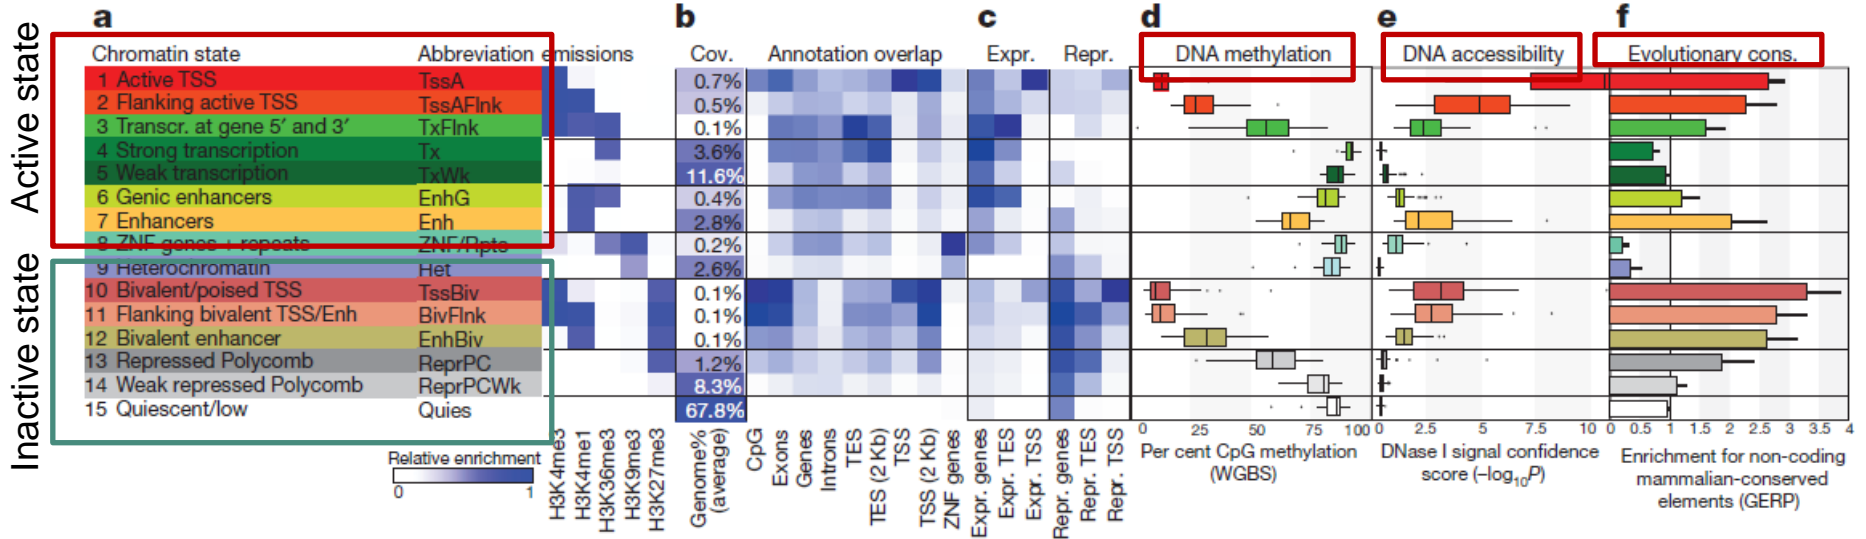 a
b
c
d
e
f
Active state
Inactive state
Chromatin state Abbreviation emissions Cov. Annotation overlap Expr. Repr. DNA methylation DNA accessibility Evolutionary cons.
1 Active TSS TssA 0.7%
2 Flanking active TSS TssAFlnk 0.5%
3 Transcr. at gene 5′ and 3′ TxFlnk 0.1%
4 Strong transcription Tx 3.6%
5 Weak transcription TxWk 11.6%
6 Genic enhancers EnhG 0.4%
7 Enhancers Enh 2.8%
8 ZNF genes + repeats ZNF/Rpts 0.2%
9 Heterochromatin Het 2.6%
10 Bivalent/poised TSS TssBiv 0.1%
11 Flanking bivalent TSS/Enh BivFlnk 0.1%
12 Bivalent enhancer EnhBiv 0.1%
13 Repressed Polycomb ReprPC 1.2%
14 Weak repressed Polycomb ReprPCWk 8.3%
15 Quiescent/low Quies 67.8%
Relative enrichment
0 1
H3K4me3
H3K4me1
H3K36me3
H3K9me3
H3K27me3
Genome%
(average)
CpG
Exons
Genes
Introns
TES
TES (2 Kb)
TSS
TSS (2 Kb)
ZNF genes
Expr. genes
Expr. TES
Expr. TSS
Repr. genes
Repr. TES
Repr. TSS
0 25 50 75 100
Per cent CpG methylation
(WGBS)
0 2.5 5 7.5 10
DNase I signal confidence
score (–log10P)
0 0.5 1 1.5 2 2.5 3 3.5 4
Enrichment for non-coding
mammalian-conserved
elements (GERP)